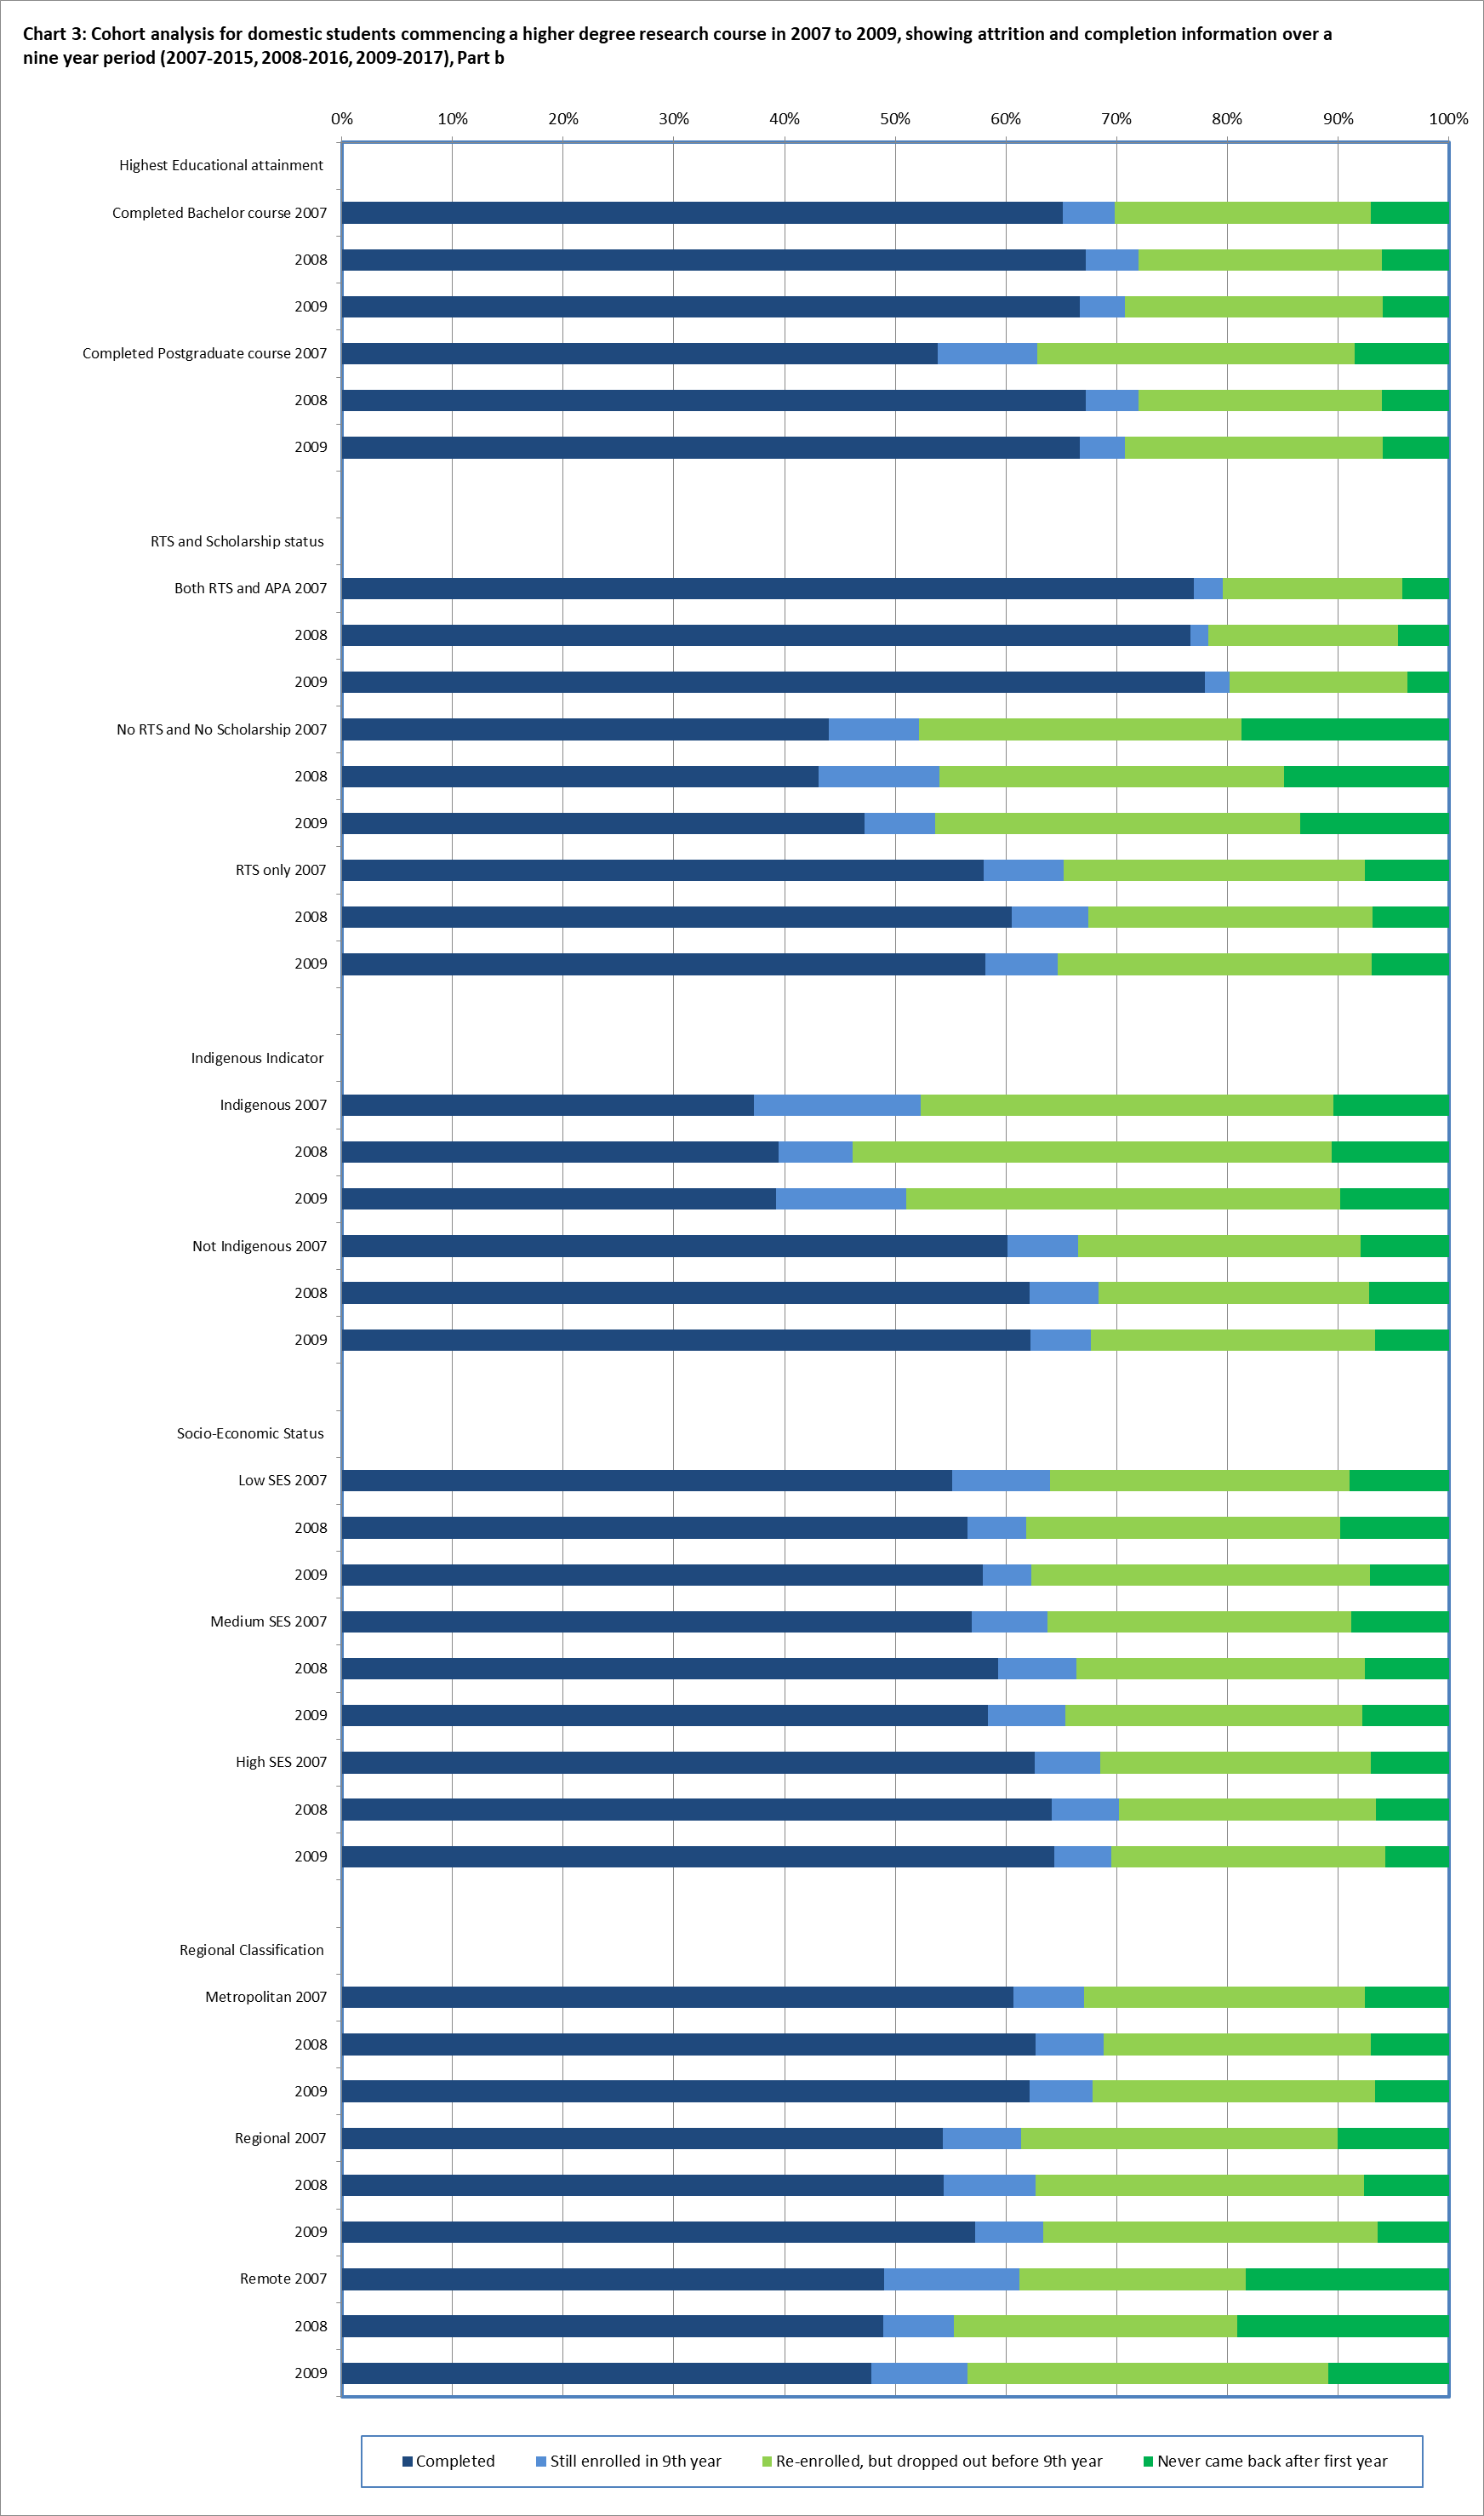 Chart 3: Cohort analysis for domestic students commencing a higher degree research course in 2007 to 2009, showing attrition and completion information over a
nine year period (2007-2015, 2008-2016, 2009-2017), Part b
0% 10% 20% 30% 40% 50% 60% 70% 80% 90% 100%
Highest Educational attainment
Completed Bachelor course 2007
2008
2009
Completed Postgraduate course 2007
2008
2009
RTS and Scholarship status
Both RTS and APA 2007
2008
2009
No RTS and No Scholarship 2007
2008
2009
RTS only 2007
2008
2009
Indigenous Indicator
Indigenous 2007
2008
2009
Not Indigenous 2007
2008
2009
Socio-Economic Status
Low SES 2007
2008
2009
Medium SES 2007
2008
2009
High SES 2007
2008
2009
Regional Classification
Metropolitan 2007
2008
2009
Regional 2007
2008
2009
Remote 2007
2008
2009
Completed Still enrolled in 9th year Re-enrolled, but dropped out before 9th year Never came back after first year